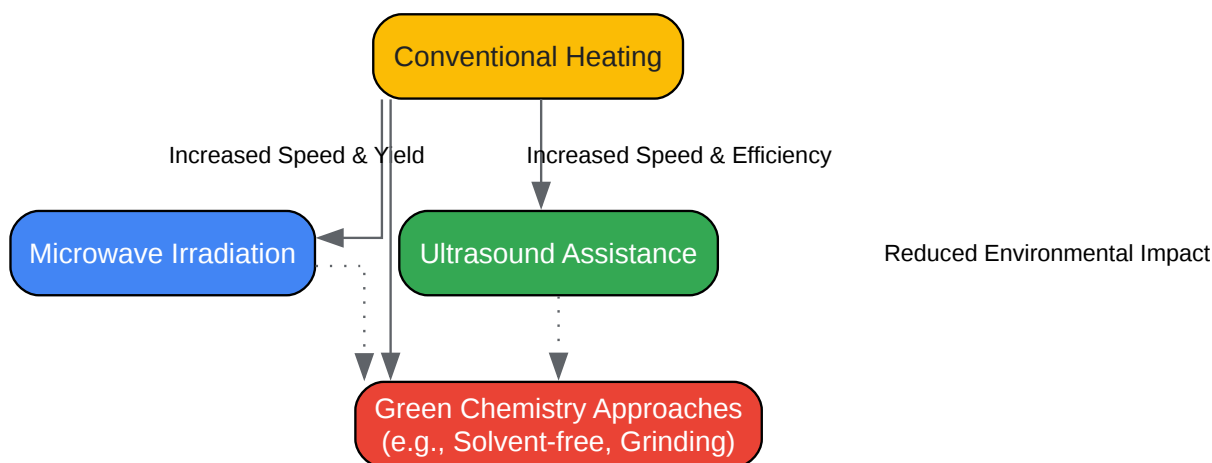 Conventional Heating
Increased Speed & Yield
Increased Speed & Efficiency
Microwave Irradiation
Ultrasound Assistance
Reduced Environmental Impact
Green Chemistry Approaches
(e.g., Solvent-free, Grinding)